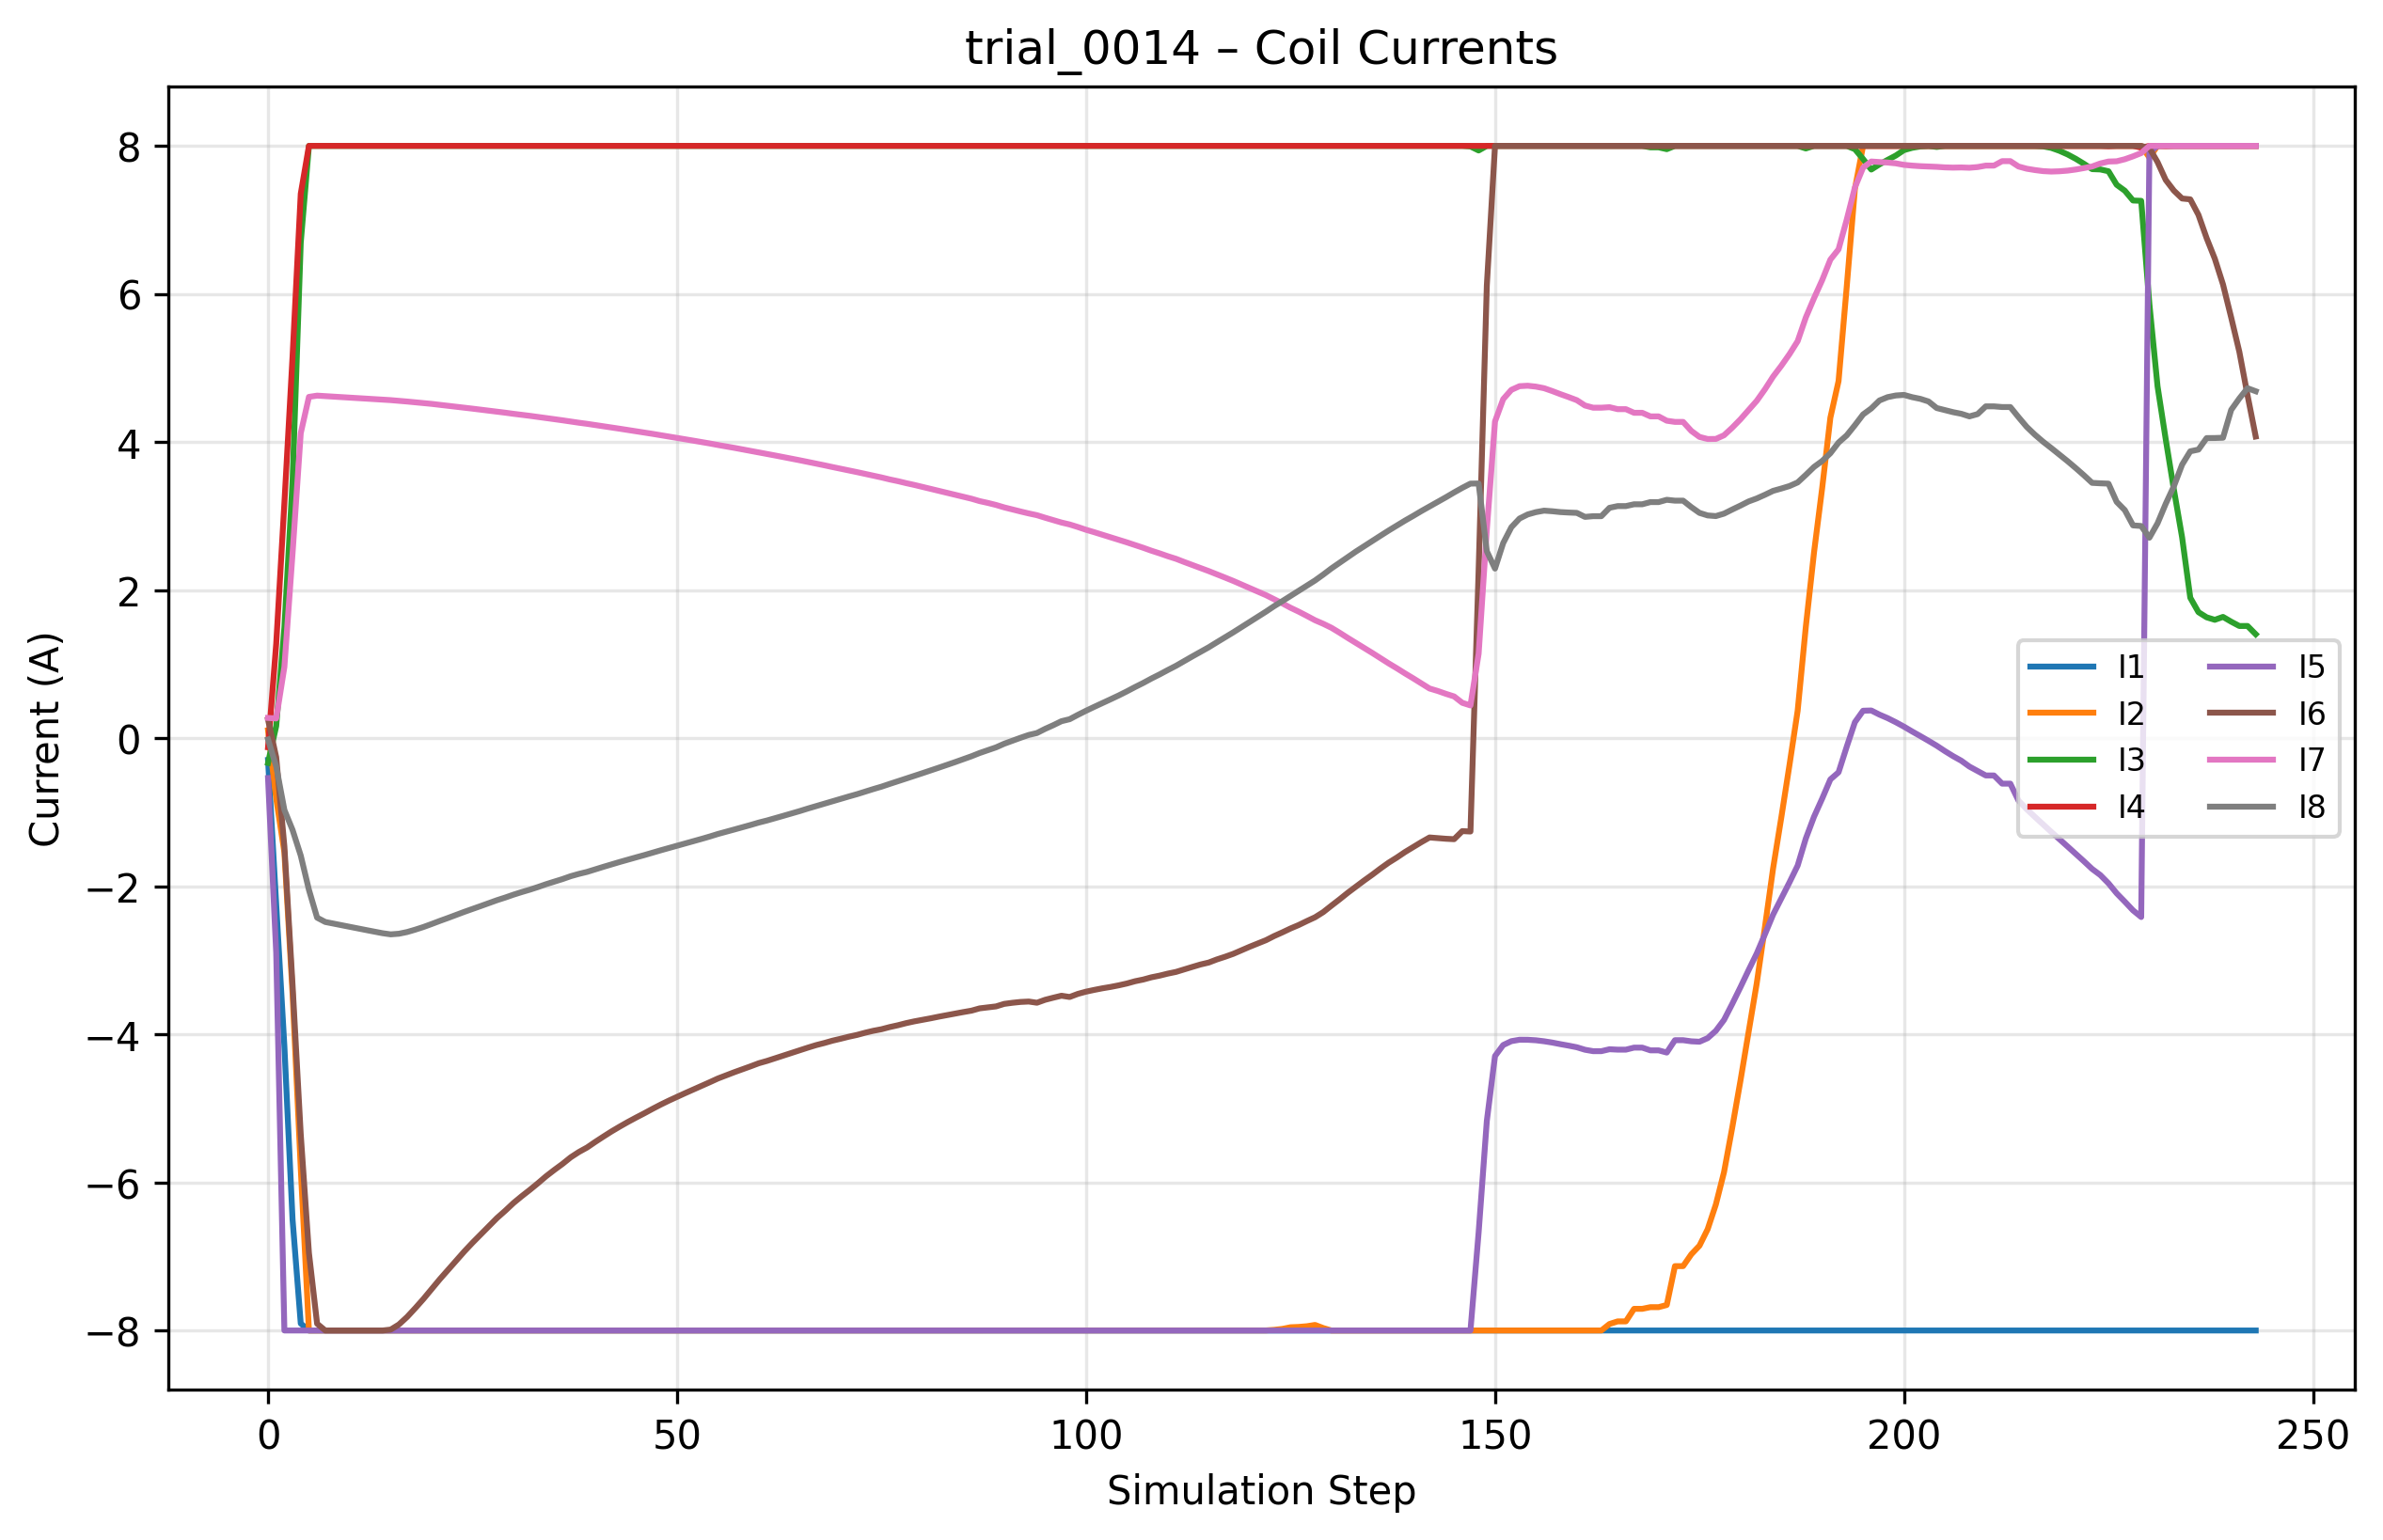 trial_0014 – Coil Currents
Current (A)
8
6
4
2
0
−2
−4
−6
−8
I1
I2
I3
I4
I5
I6
I7
I8
0
50
100
150
200
250
Simulation Step